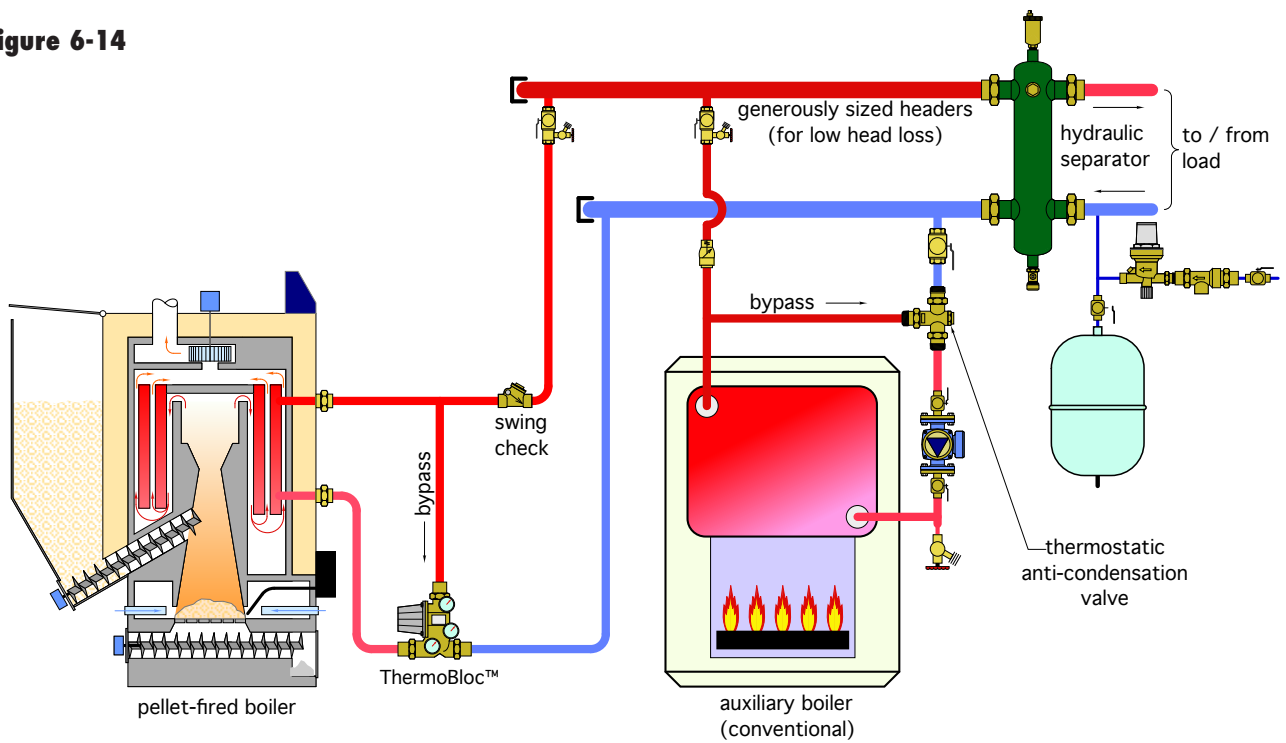 igure 6-14
generously sized headers
(for low head loss)
hydraulic
separator
to / from
load
bypass
swing
check
bypass
thermostatic
anti-condensation
valve
ThermoBloc™
pellet-fired boiler
auxiliary boiler
(conventional)